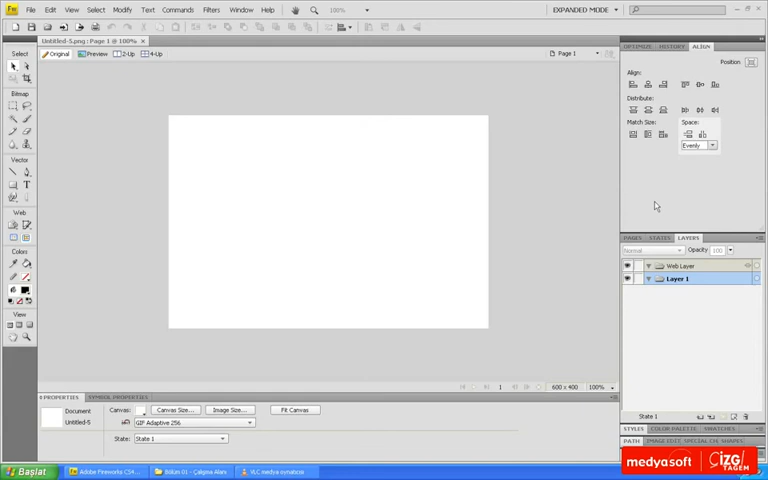 Fw File Edit View Select Modify Text Commands Filters Window Help 100% EXPANDED MODE
Untitled-5.png : Page 1 @ 100%
Original Preview 2-Up 4-Up Page 1
Select
Bitmap
Vector
Web
Colors
View
OPTIMIZE HISTORY ALIGN
Position
Align:
Distribute:
Match Size: Space:
Evenly
PAGES STATES LAYERS
Normal Opacity 100
Web Layer
Layer 1
State 1
STYLES COLOR PALETTE SWATCHES
PATH IMAGE EDIT SPECIAL CH SHAPES
1 600 x 400 100%
PROPERTIES SYMBOL PROPERTIES
Document Canvas: Canvas Size... Image Size... Fit Canvas
Untitled-5 GIF Adaptive 256
State: State 1
Başlat Adobe Fireworks CS4... Bölüm 01 - Çalışma Alanı VLC medya oynatıcısı
medyasoft ÇİZGİ TAGEM